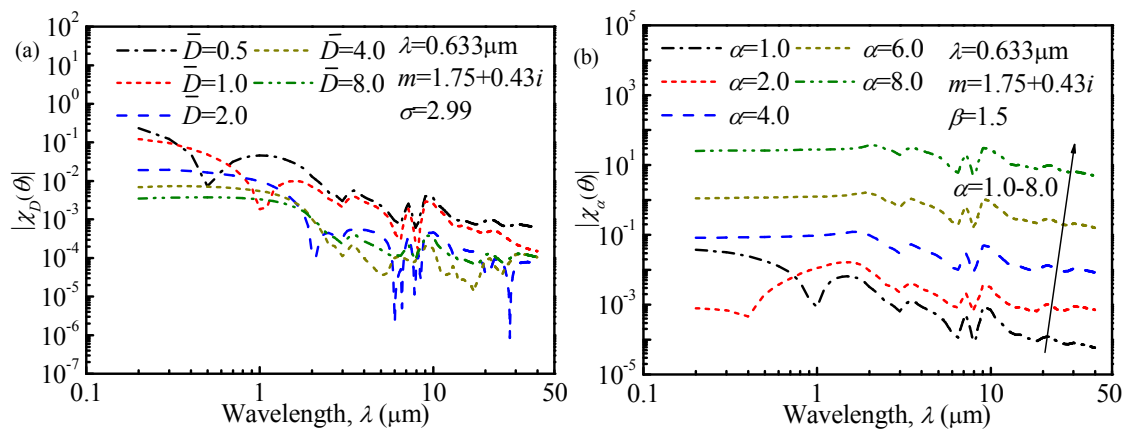 (a)
D̄=0.5 D̄=4.0 λ=0.633μm
D̄=1.0 D̄=8.0 m=1.75+0.43i
D̄=2.0 σ=2.99
10²
10¹
10⁰
10⁻¹
10⁻²
10⁻³
10⁻⁴
10⁻⁵
10⁻⁶
10⁻⁷
|χ_D(θ)|
0.1 1 10
Wavelength, λ (μm)
(b)
α=1.0 α=6.0 λ=0.633μm
α=2.0 α=8.0 m=1.75+0.43i
α=4.0 β=1.5
α=1.0-8.0
10⁵
10³
10¹
10⁻¹
10⁻³
10⁻⁵
|χ_α(θ)|
0.1 1 10
Wavelength, λ (μm)